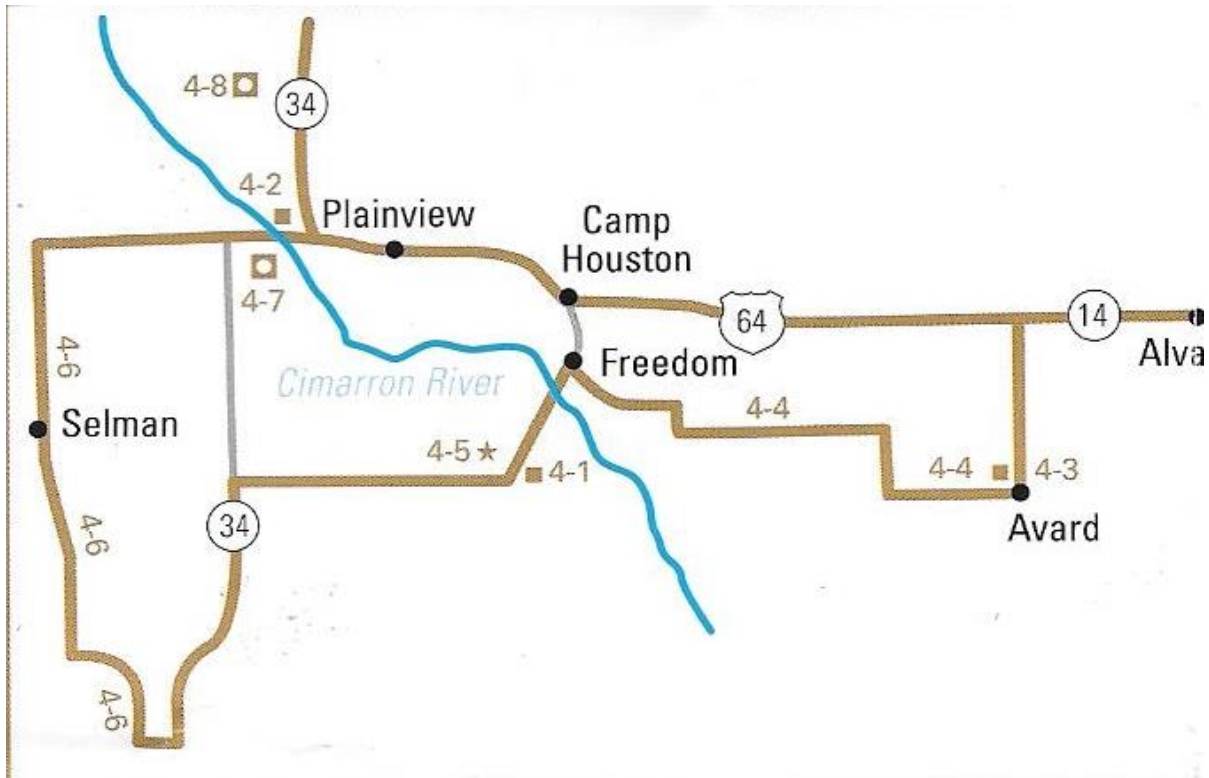 4-8
34
4-2
Plainview
Camp
Houston
4-7
64
14
Alva
4-6
Freedom
Cimarron River
Selman
4-4
4-5
4-1
4-4
4-3
Avard
34
4-6
4-6